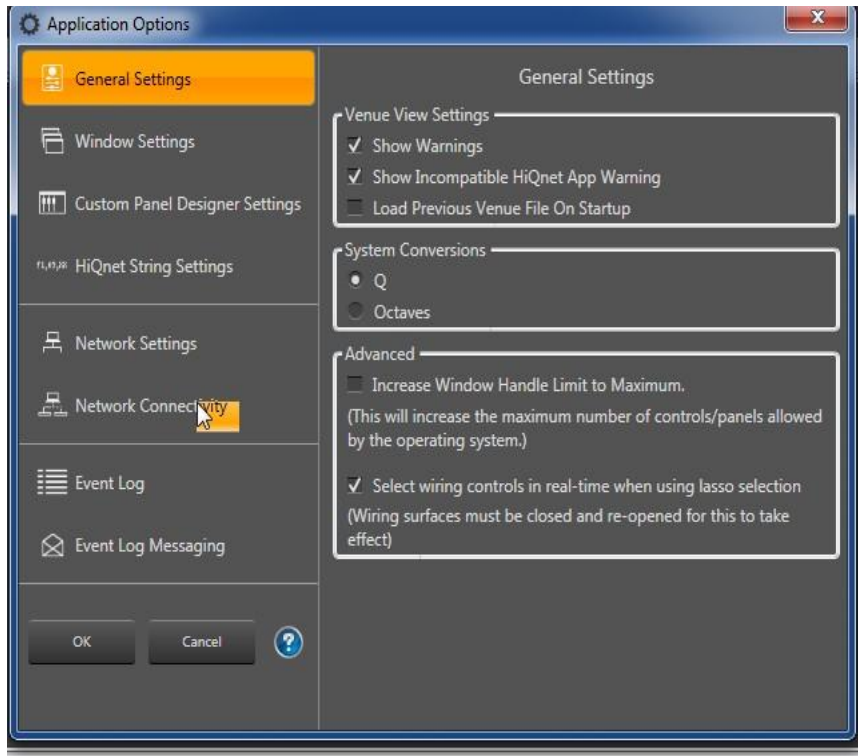 Application Options
General Settings
Window Settings
Custom Panel Designer Settings
HiQnet String Settings
Network Settings
Network Connectivity
Event Log
Event Log Messaging
OK
Cancel
?
General Settings
Venue View Settings
Show Warnings
Show Incompatible HiQnet App Warning
Load Previous Venue File On Startup
System Conversions
Q
Octaves
Advanced
Increase Window Handle Limit to Maximum.
(This will increase the maximum number of controls/panels allowed
by the operating system.)
Select wiring controls in real-time when using lasso selection
(Wiring surfaces must be closed and re-opened for this to take
effect)